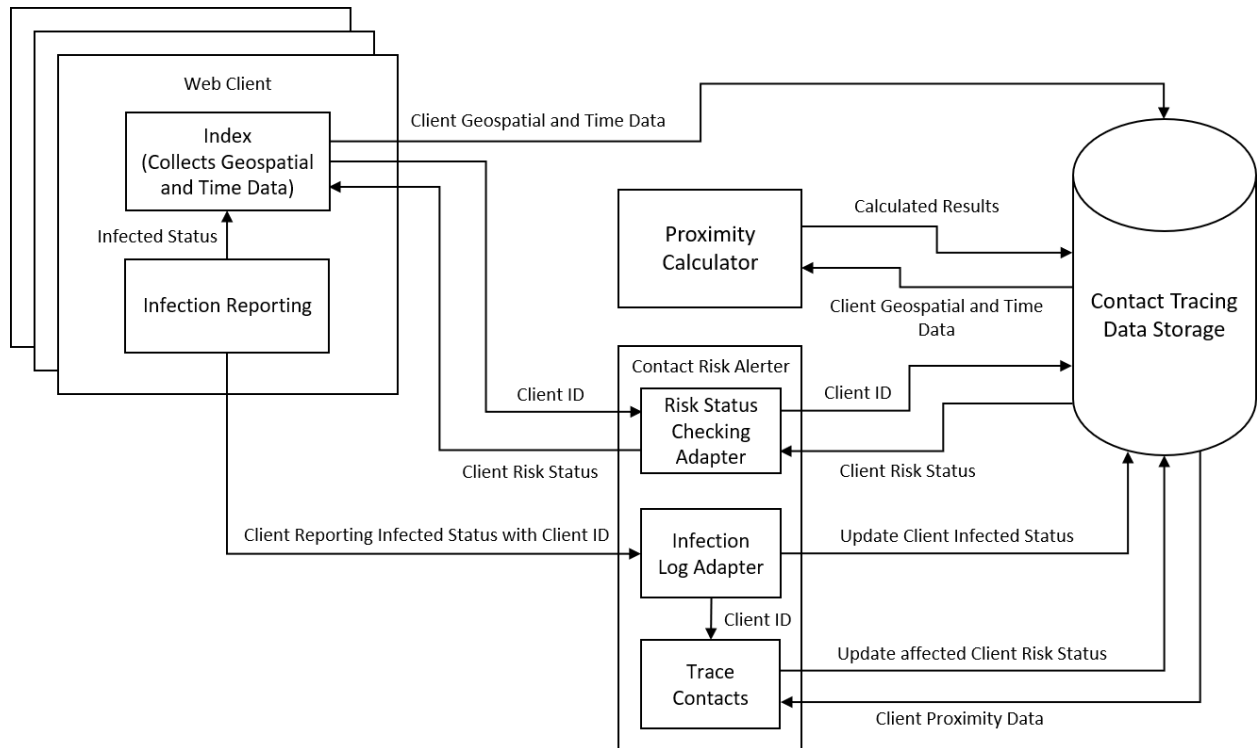 Web Client
Index
(Collects Geospatial
and Time Data)
Infected Status
Infection Reporting
Client Geospatial and Time Data
Proximity
Calculator
Calculated Results
Client Geospatial and Time
Data
Contact Tracing
Data Storage
Contact Risk Alerter
Client ID
Risk Status
Checking
Adapter
Client ID
Client Risk Status
Client Risk Status
Client Reporting Infected Status with Client ID
Infection
Log Adapter
Update Client Infected Status
Client ID
Trace
Contacts
Update affected Client Risk Status
Client Proximity Data